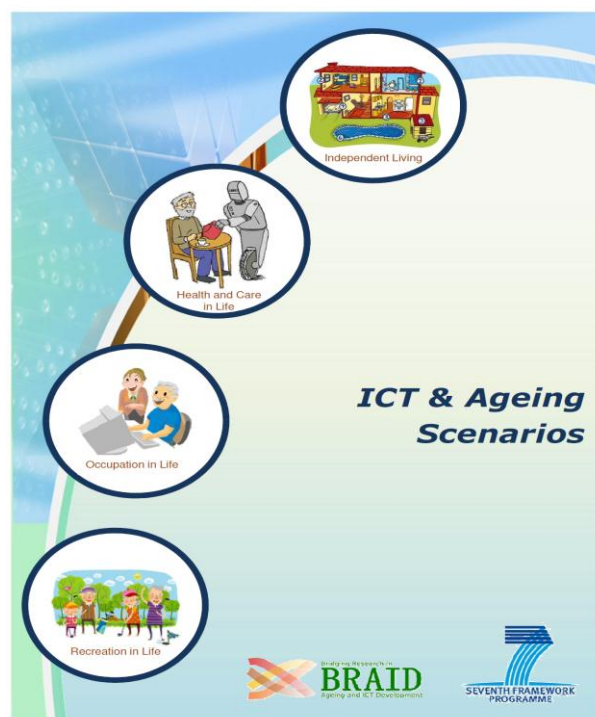 Independent Living
Health and Care
in Life
ICT & Ageing
Scenarios
Occupation in Life
Recreation in Life
Bridging Research in
BRAID
Ageing and ICT Development
7
SEVENTH FRAMEWORK
PROGRAMME